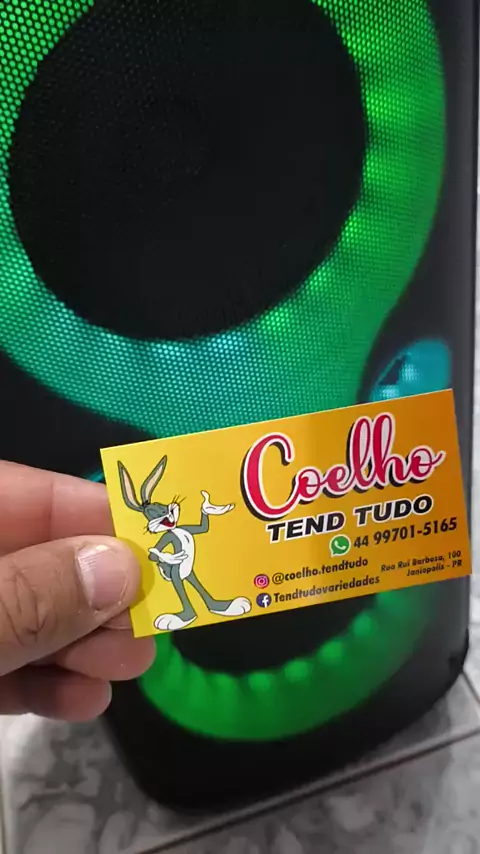 Coelho
TEND TUDO
44 99701-5165
@coelho.tendtudo
Tendtudovariedades
Rua Rui Barbosa, 100
Janiopolis - PR